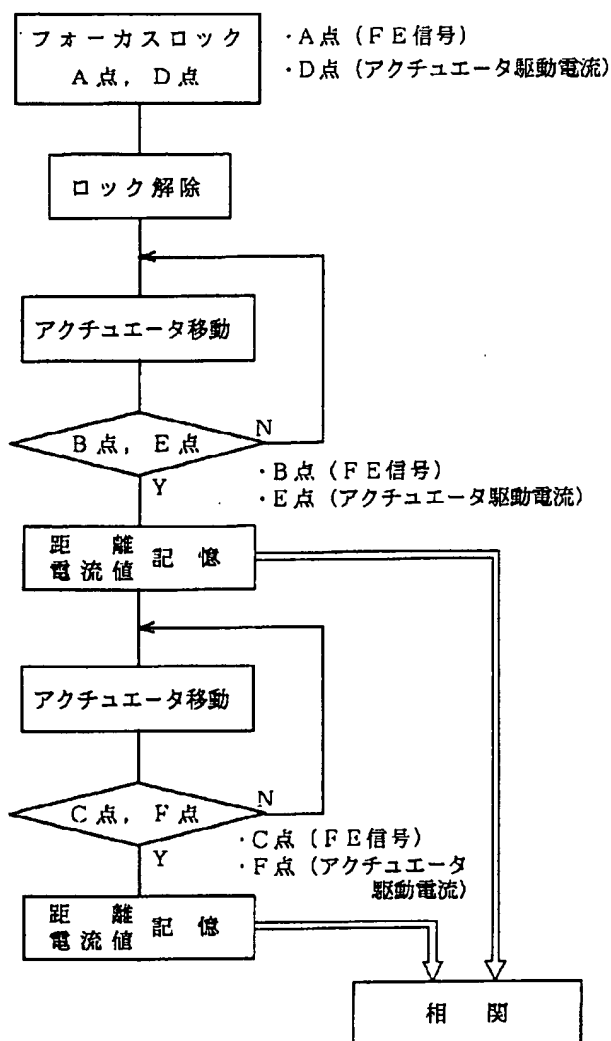 フォーカスロック
A点, D点
・A点(FE信号)
・D点(アクチュエータ駆動電流)
ロック解除
アクチュエータ移動
B点, E点
N
Y
・B点(FE信号)
・E点(アクチュエータ駆動電流)
距離
電流値 記憶
アクチュエータ移動
C点, F点
N
Y
・C点(FE信号)
・F点(アクチュエータ
駆動電流)
距離
電流値 記憶
相関